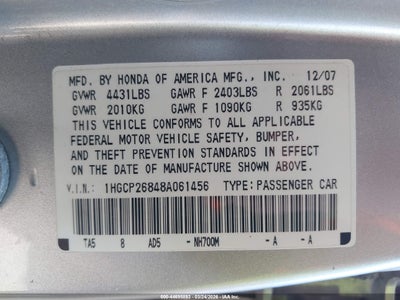 MFD. BY HONDA OF AMERICA MFG., INC. 12/07
GVWR 4431LBS GAWR F 2403LBS R 2061LBS
GVWR 2010KG GAWR F 1090KG R 935KG
THIS VEHICLE CONFORMS TO ALL APPLICABLE
FEDERAL MOTOR VEHICLE SAFETY, BUMPER,
AND THEFT PREVENTION STANDARDS IN EFFECT
ON THE DATE OF MANUFACTURE SHOWN ABOVE.
V.I.N.: 1HGCP26848A061456 TYPE: PASSENGER CAR
TA5 8 AD5 - NH700M - A - A